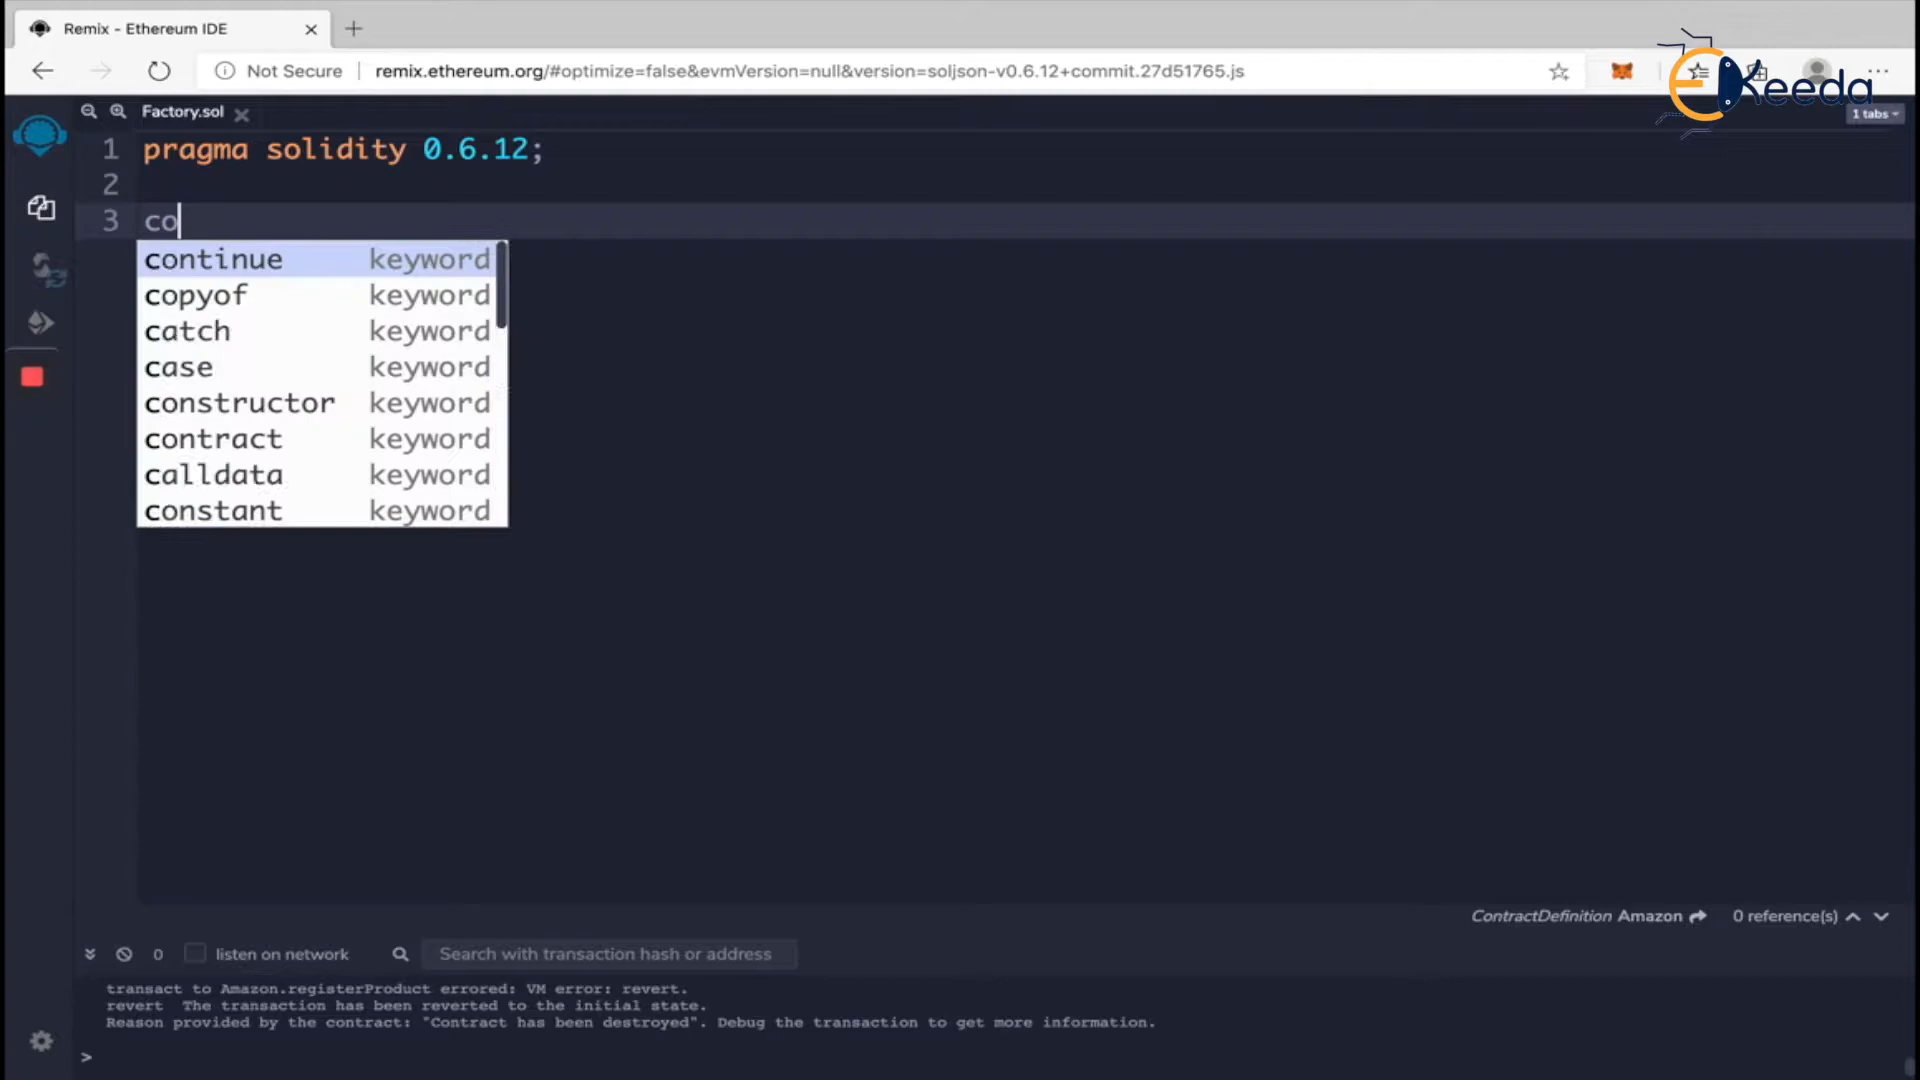 Remix - Ethereum IDE
Not Secure
remix.ethereum.org/#optimize=false&evmVersion=null&version=soljson-v0.6.12+commit.27d51765.js
Keeda
Factory.sol
1 tabs
1 pragma solidity 0.6.12;
2
3 co
continue keyword
copyof keyword
catch keyword
case keyword
constructor keyword
contract keyword
calldata keyword
constant keyword
ContractDefinition Amazon 0 reference(s)
0 listen on network Search with transaction hash or address
transact to Amazon.registerProduct errored: VM error: revert.
revert The transaction has been reverted to the initial state.
Reason provided by the contract: "Contract has been destroyed". Debug the transaction to get more information.
>